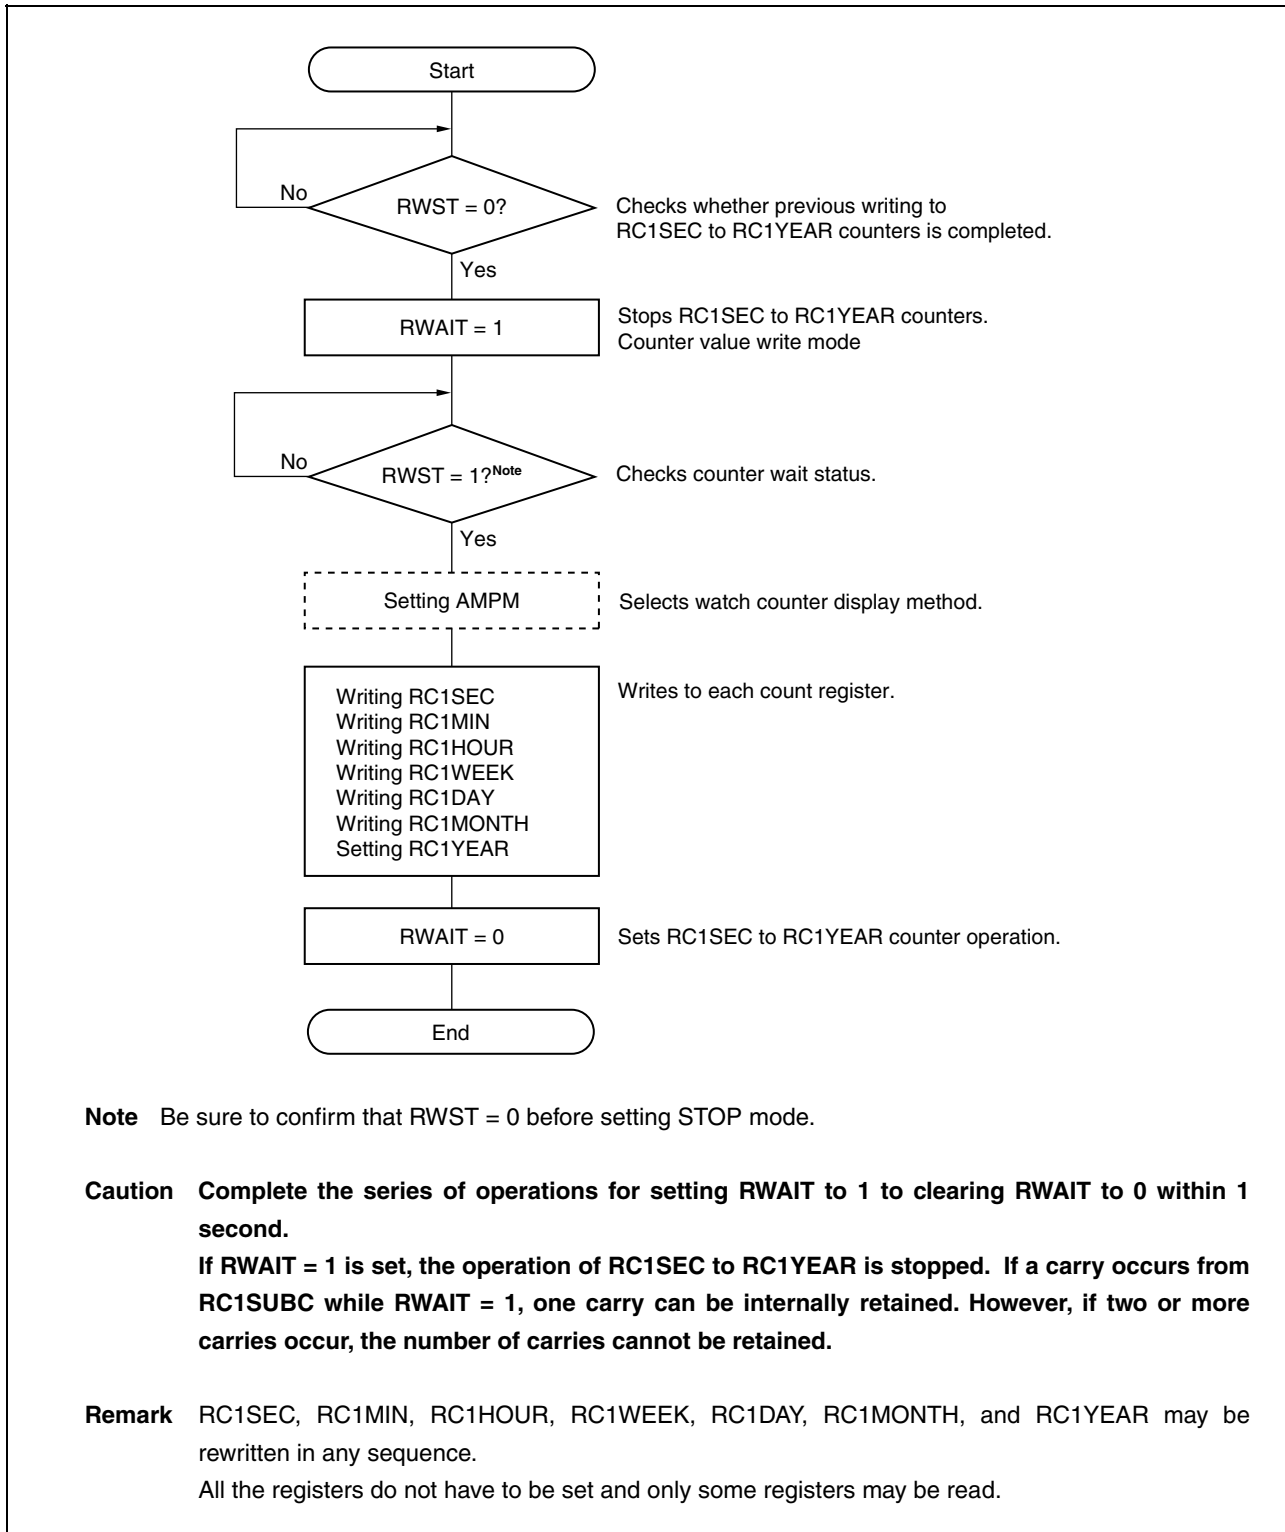 Start
No
RWST = 0?
Checks whether previous writing to
RC1SEC to RC1YEAR counters is completed.
Yes
RWAIT = 1
Stops RC1SEC to RC1YEAR counters.
Counter value write mode
No
RWST = 1?Note
Checks counter wait status.
Yes
Setting AMPM
Selects watch counter display method.
Writing RC1SEC
Writing RC1MIN
Writing RC1HOUR
Writing RC1WEEK
Writing RC1DAY
Writing RC1MONTH
Setting RC1YEAR
Writes to each count register.
RWAIT = 0
Sets RC1SEC to RC1YEAR counter operation.
End
Note Be sure to confirm that RWST = 0 before setting STOP mode.
Caution Complete the series of operations for setting RWAIT to 1 to clearing RWAIT to 0 within 1
second.
If RWAIT = 1 is set, the operation of RC1SEC to RC1YEAR is stopped. If a carry occurs from
RC1SUBC while RWAIT = 1, one carry can be internally retained. However, if two or more
carries occur, the number of carries cannot be retained.
Remark RC1SEC, RC1MIN, RC1HOUR, RC1WEEK, RC1DAY, RC1MONTH, and RC1YEAR may be
rewritten in any sequence.
All the registers do not have to be set and only some registers may be read.